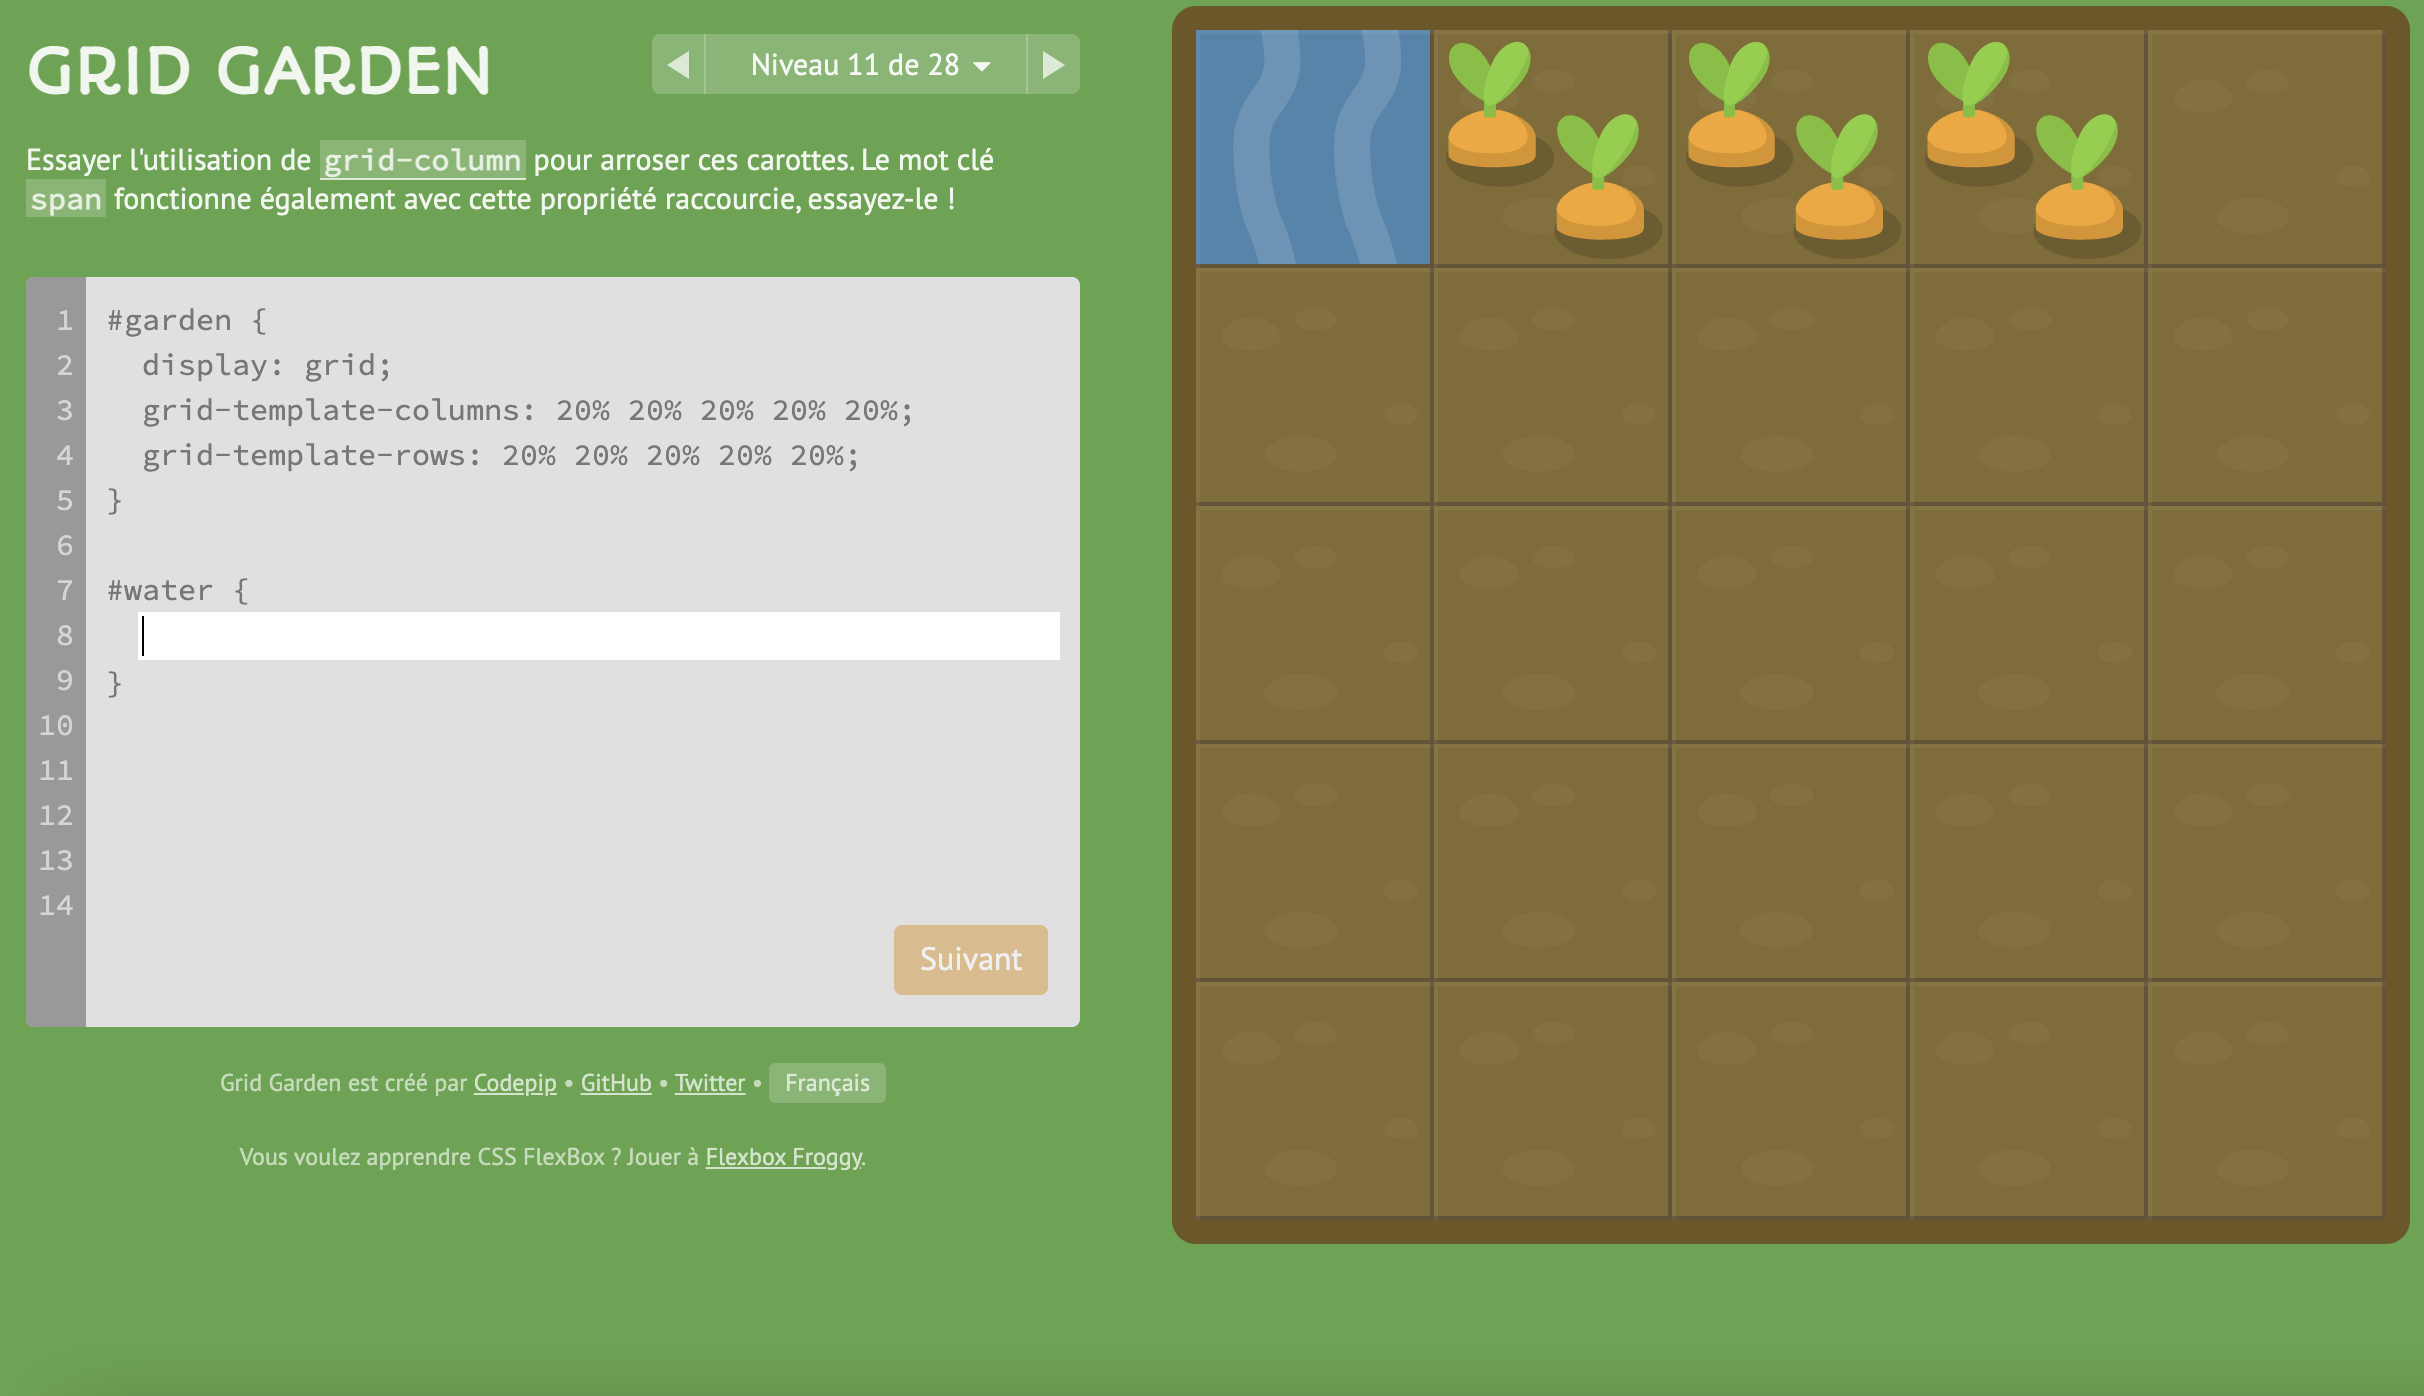 GRID GARDEN
Niveau 11 de 28
Essayer l'utilisation de grid-column pour arroser ces carottes. Le mot clé
span fonctionne également avec cette propriété raccourcie, essayez-le !
1 #garden {
2 display: grid;
3 grid-template-columns: 20% 20% 20% 20% 20%;
4 grid-template-rows: 20% 20% 20% 20% 20%;
5 }
6
7 #water {
8
9 }
10
11
12
13
14
Suivant
Grid Garden est créé par Codepip • GitHub • Twitter • Français
Vous voulez apprendre CSS FlexBox ? Jouer à Flexbox Froggy.